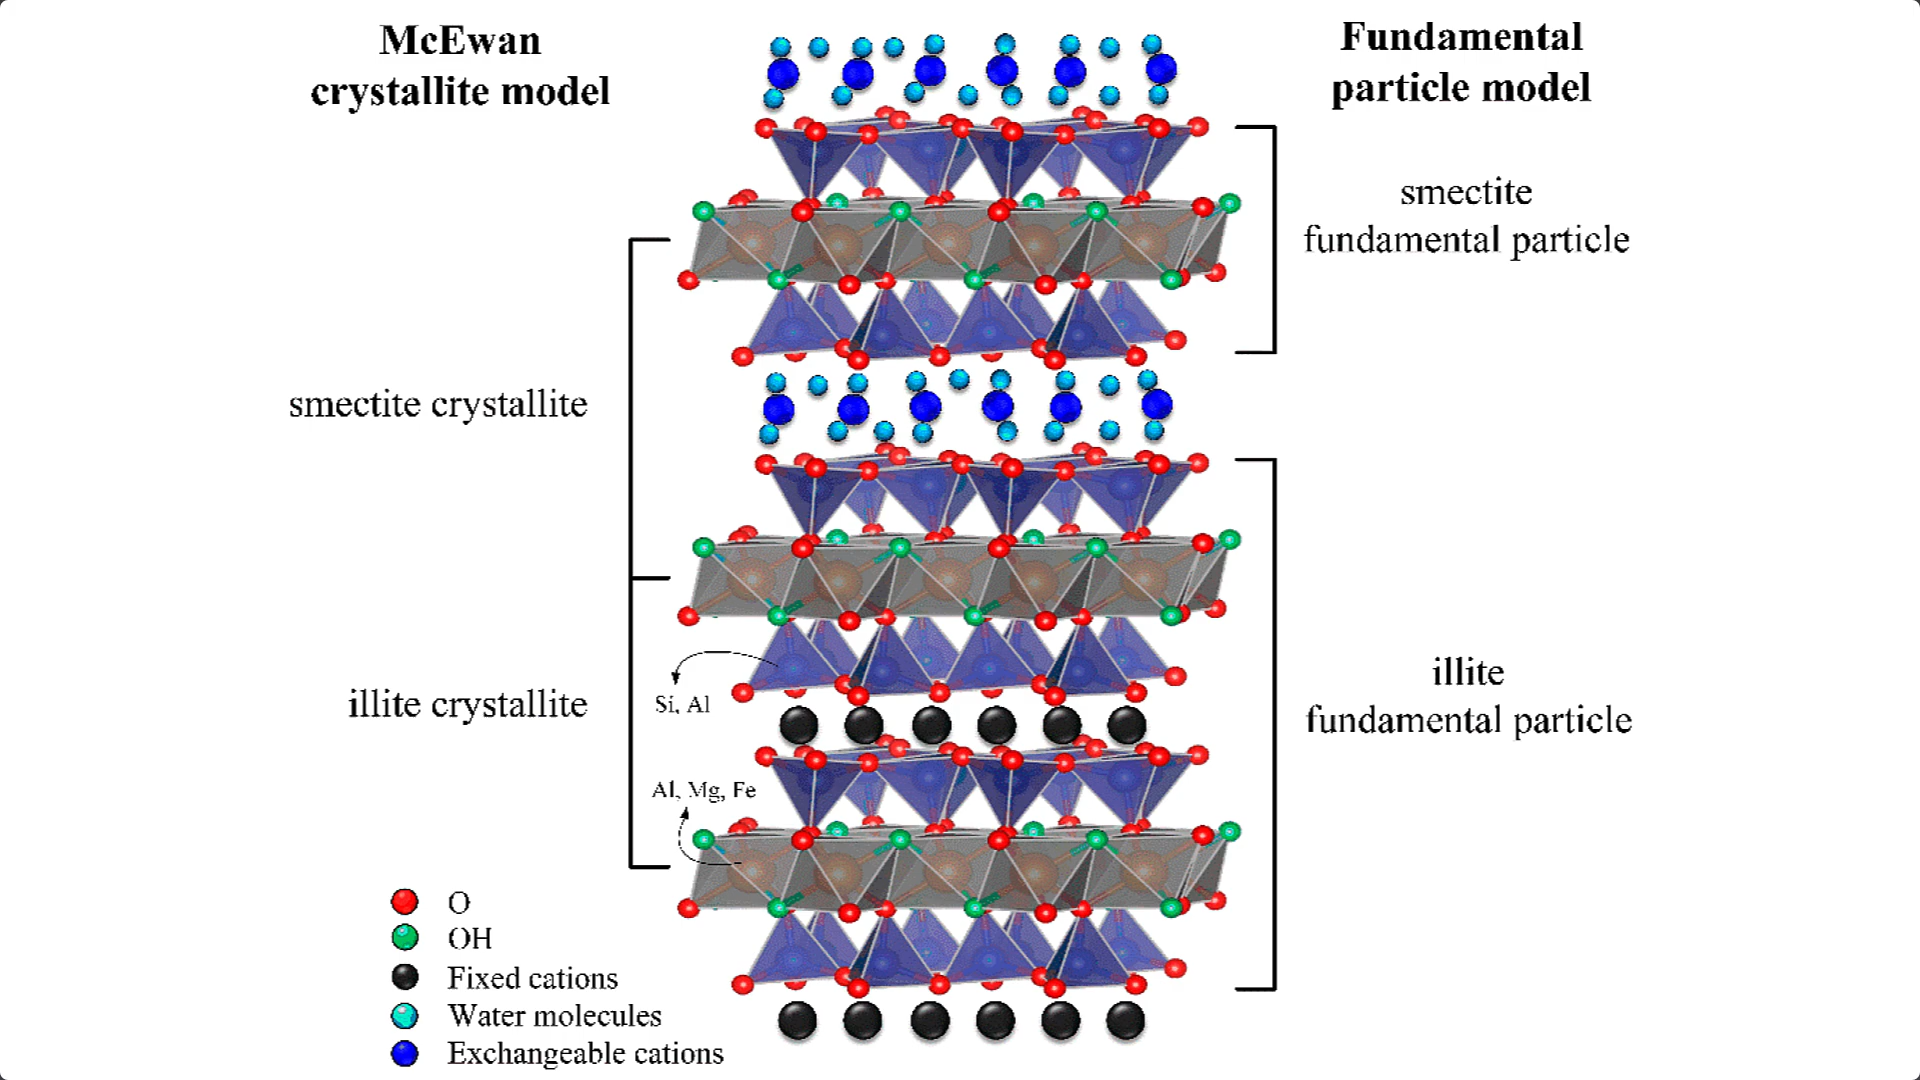 McEwan
crystallite model
Fundamental
particle model
smectite
fundamental particle
smectite crystallite
illite crystallite
Si, Al
illite
fundamental particle
Al, Mg, Fe
O
OH
Fixed cations
Water molecules
Exchangeable cations